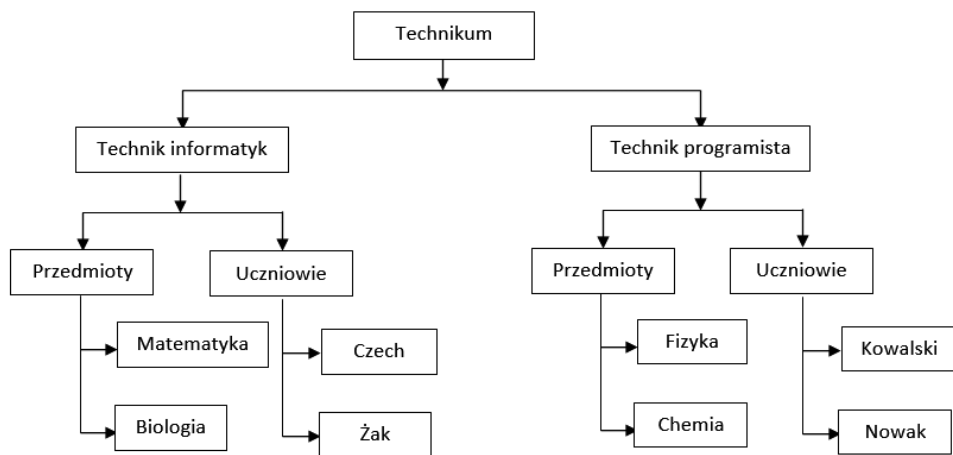 Technikum
Technik informatyk
Technik programista
Przedmioty
Uczniowie
Przedmioty
Uczniowie
Matematyka
Czech
Fizyka
Kowalski
Biologia
Żak
Chemia
Nowak